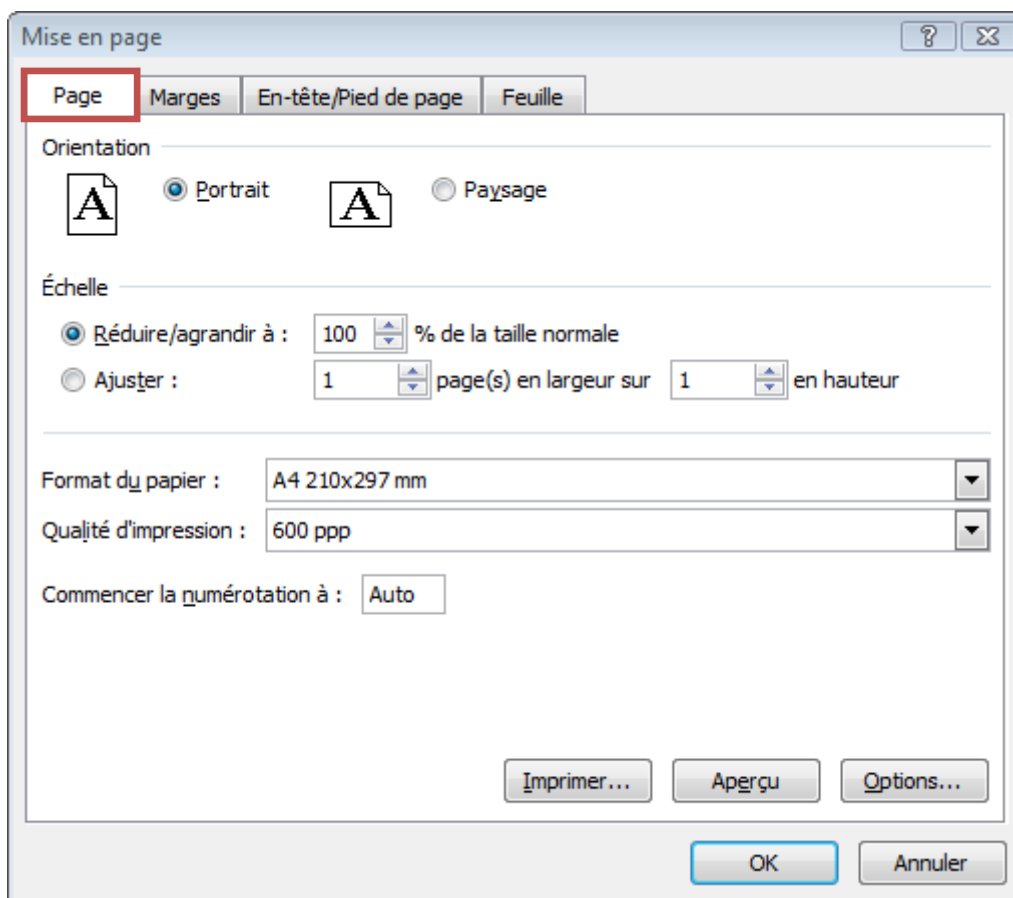 Mise en page
Page Marges En-tête/Pied de page Feuille
Orientation
A Portrait A Paysage
Échelle
Réduire/agrandir à : 100 % de la taille normale
Ajuster : 1 page(s) en largeur sur 1 en hauteur
Format du papier : A4 210x297 mm
Qualité d'impression : 600 ppp
Commencer la numérotation à : Auto
Imprimer... Aperçu Options...
OK Annuler